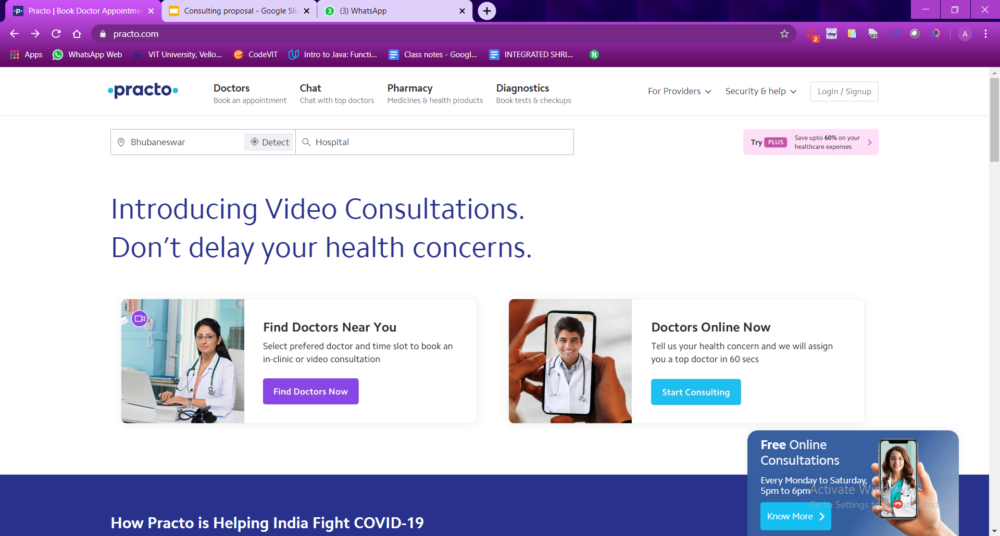 Practo | Book Doctor Appointme
Consulting proposal - Google Slid
3
(3) WhatsApp
practo.com
2
OFF
A
Apps
WhatsApp Web
VIT University, Vello...
CodeVIT
Intro to Java: Functi...
Class notes - Googl...
INTEGRATED SHRI...
H
practo
Doctors
Book an appointment
Chat
Chat with top doctors
Pharmacy
Medicines & health products
Diagnostics
Book tests & checkups
For Providers
Security & help
Login / Signup
Bhubaneswar
Detect
Hospital
Try PLUS
Save upto 60% on your
healthcare expenses
Introducing Video Consultations.
Don't delay your health concerns.
Find Doctors Near You
Select prefered doctor and time slot to book an
in-clinic or video consultation
Find Doctors Now
Doctors Online Now
Tell us your health concern and we will assign
you a top doctor in 60 secs
Start Consulting
Free Online
Consultations
Every Monday to Saturday,
5pm to 6pm
Know More
Activate Windows
Go to Settings to activate Windows
How Practo is Helping India Fight COVID-19